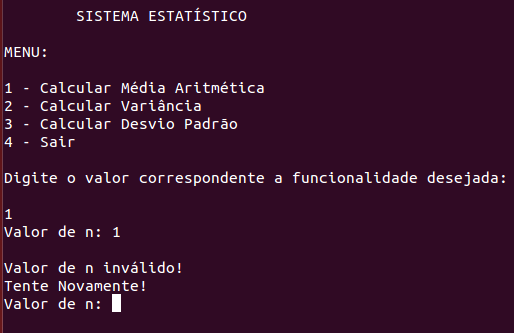 SISTEMA ESTATÍSTICO
MENU:
1 - Calcular Média Aritmética
2 - Calcular Variância
3 - Calcular Desvio Padrão
4 - Sair
Digite o valor correspondente a funcionalidade desejada:
1
Valor de n: 1
Valor de n inválido!
Tente Novamente!
Valor de n: